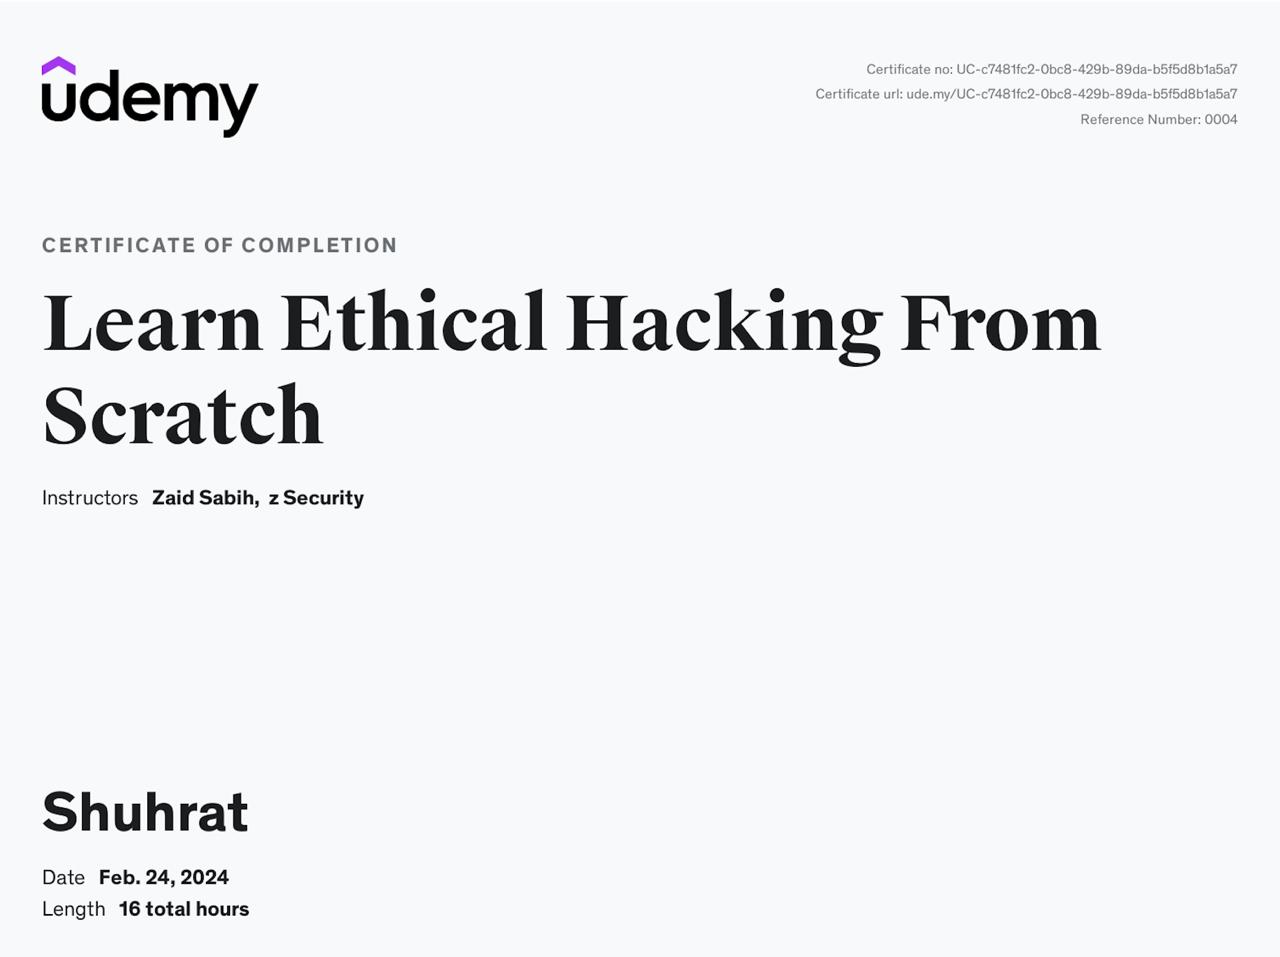 udemy
Certificate no: UC-c7481fc2-0bc8-429b-89da-b5f5d8b1a5a7
Certificate url: ude.my/UC-c7481fc2-0bc8-429b-89da-b5f5d8b1a5a7
Reference Number: 0004
CERTIFICATE OF COMPLETION
Learn Ethical Hacking From
Scratch
Instructors Zaid Sabih, z Security
Shuhrat
Date Feb. 24, 2024
Length 16 total hours